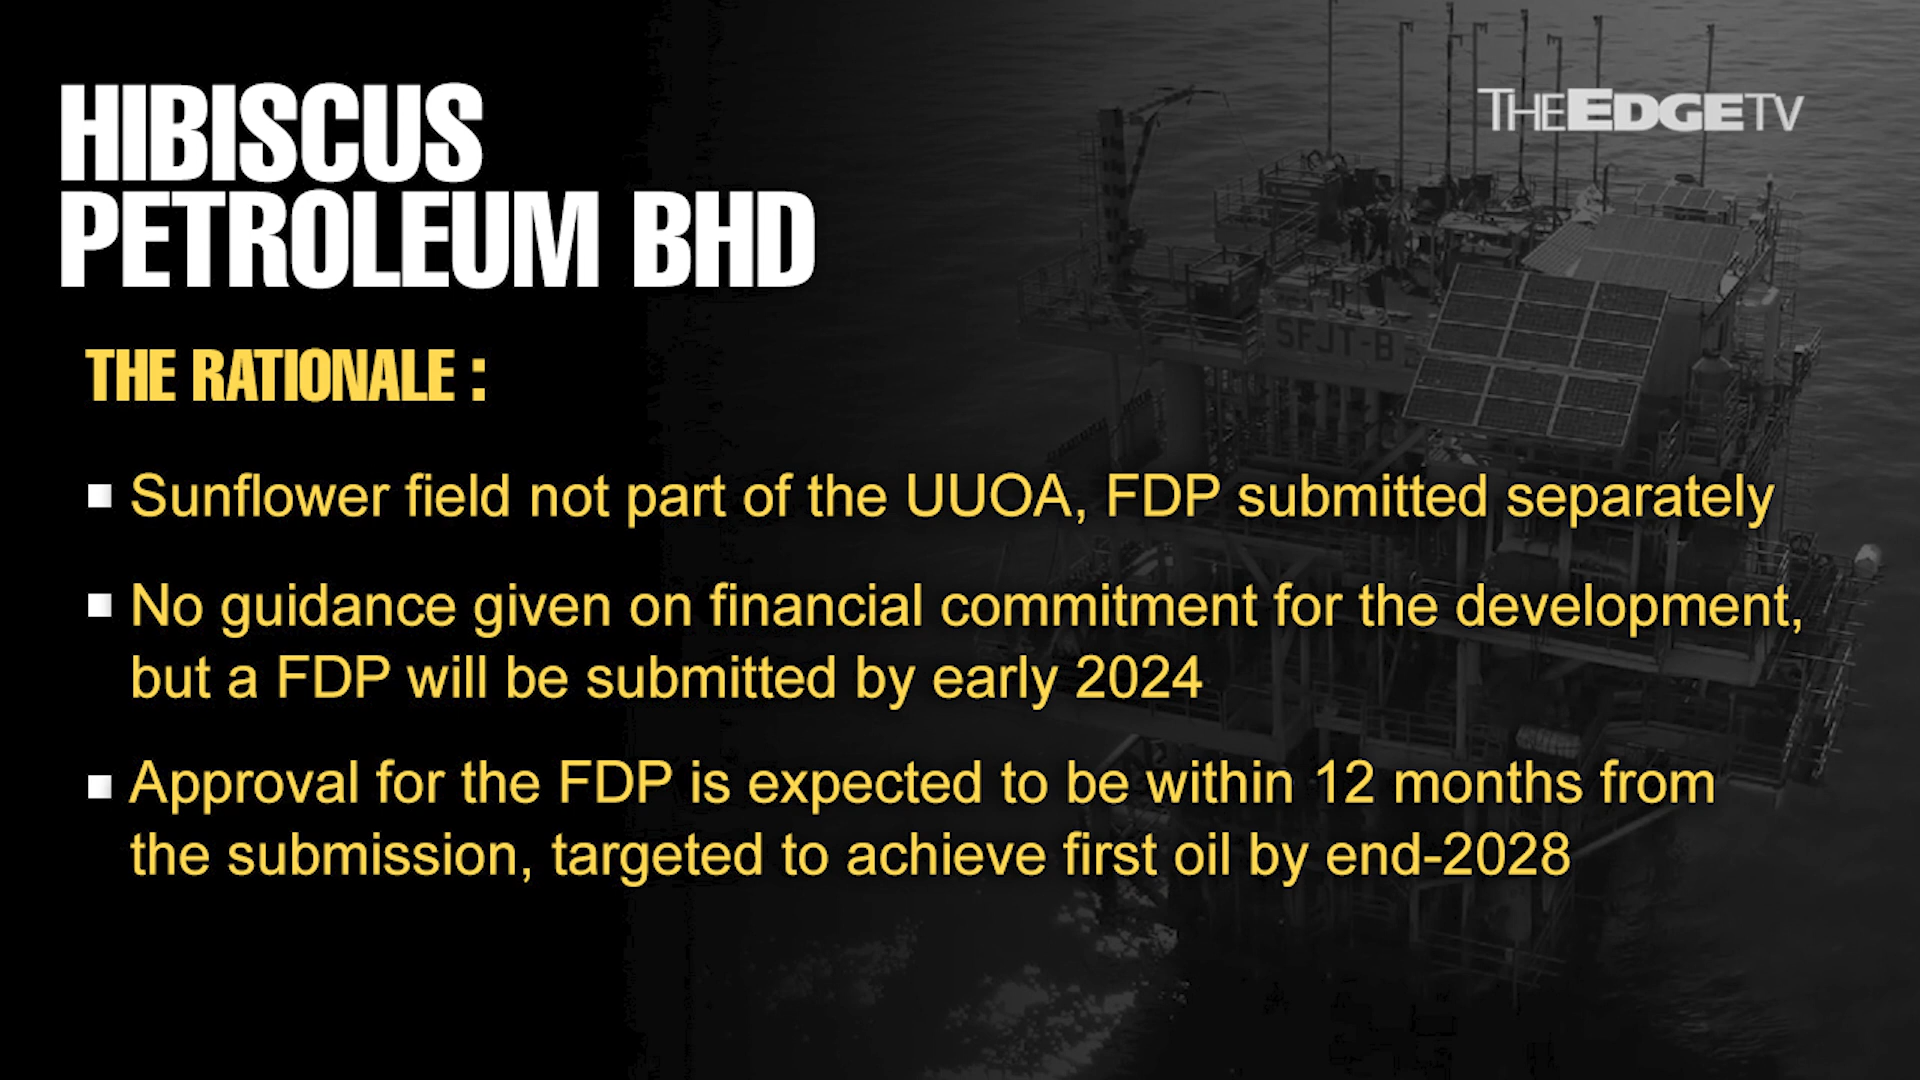 HIBISCUS
PETROLEUM BHD
THEEDGETV
SFJT-B
THE RATIONALE :
Sunflower field not part of the UUOA, FDP submitted separately
No guidance given on financial commitment for the development,
but a FDP will be submitted by early 2024
Approval for the FDP is expected to be within 12 months from
the submission, targeted to achieve first oil by end-2028